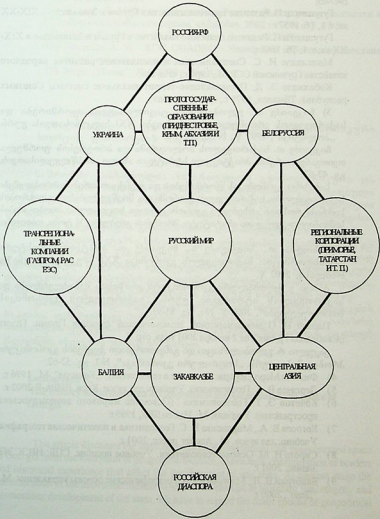 РОССИЯ-РФ
ПРОТОГОСУДАР-
СТВЕННЫЕ
ОБРАЗОВАНИЯ
(ПРИДНЕСТРОВЬЕ,
КРЫМ, АБХАЗИЯ И
Т.П.)
УКРАИНА
БЕЛОРУССИЯ
ТРАНСРЕГИОНА-
ЛЬНЫЕ
КОМПАНИИ
(ГАЗПРОМ, РАС
ЕЭС)
РУССКИЙ МИР
РЕГИОНАЛЬНЫЕ
КОРПОРАЦИИ
(ПРИМОРЬЕ,
ТАТАРСТАН
И Т. П.)
БАЛТИЯ
ЗАКАВКАЗЬЕ
ЦЕНТРАЛЬНАЯ
АЗИЯ
РОССИЙСКАЯ
ДИАСПОРА